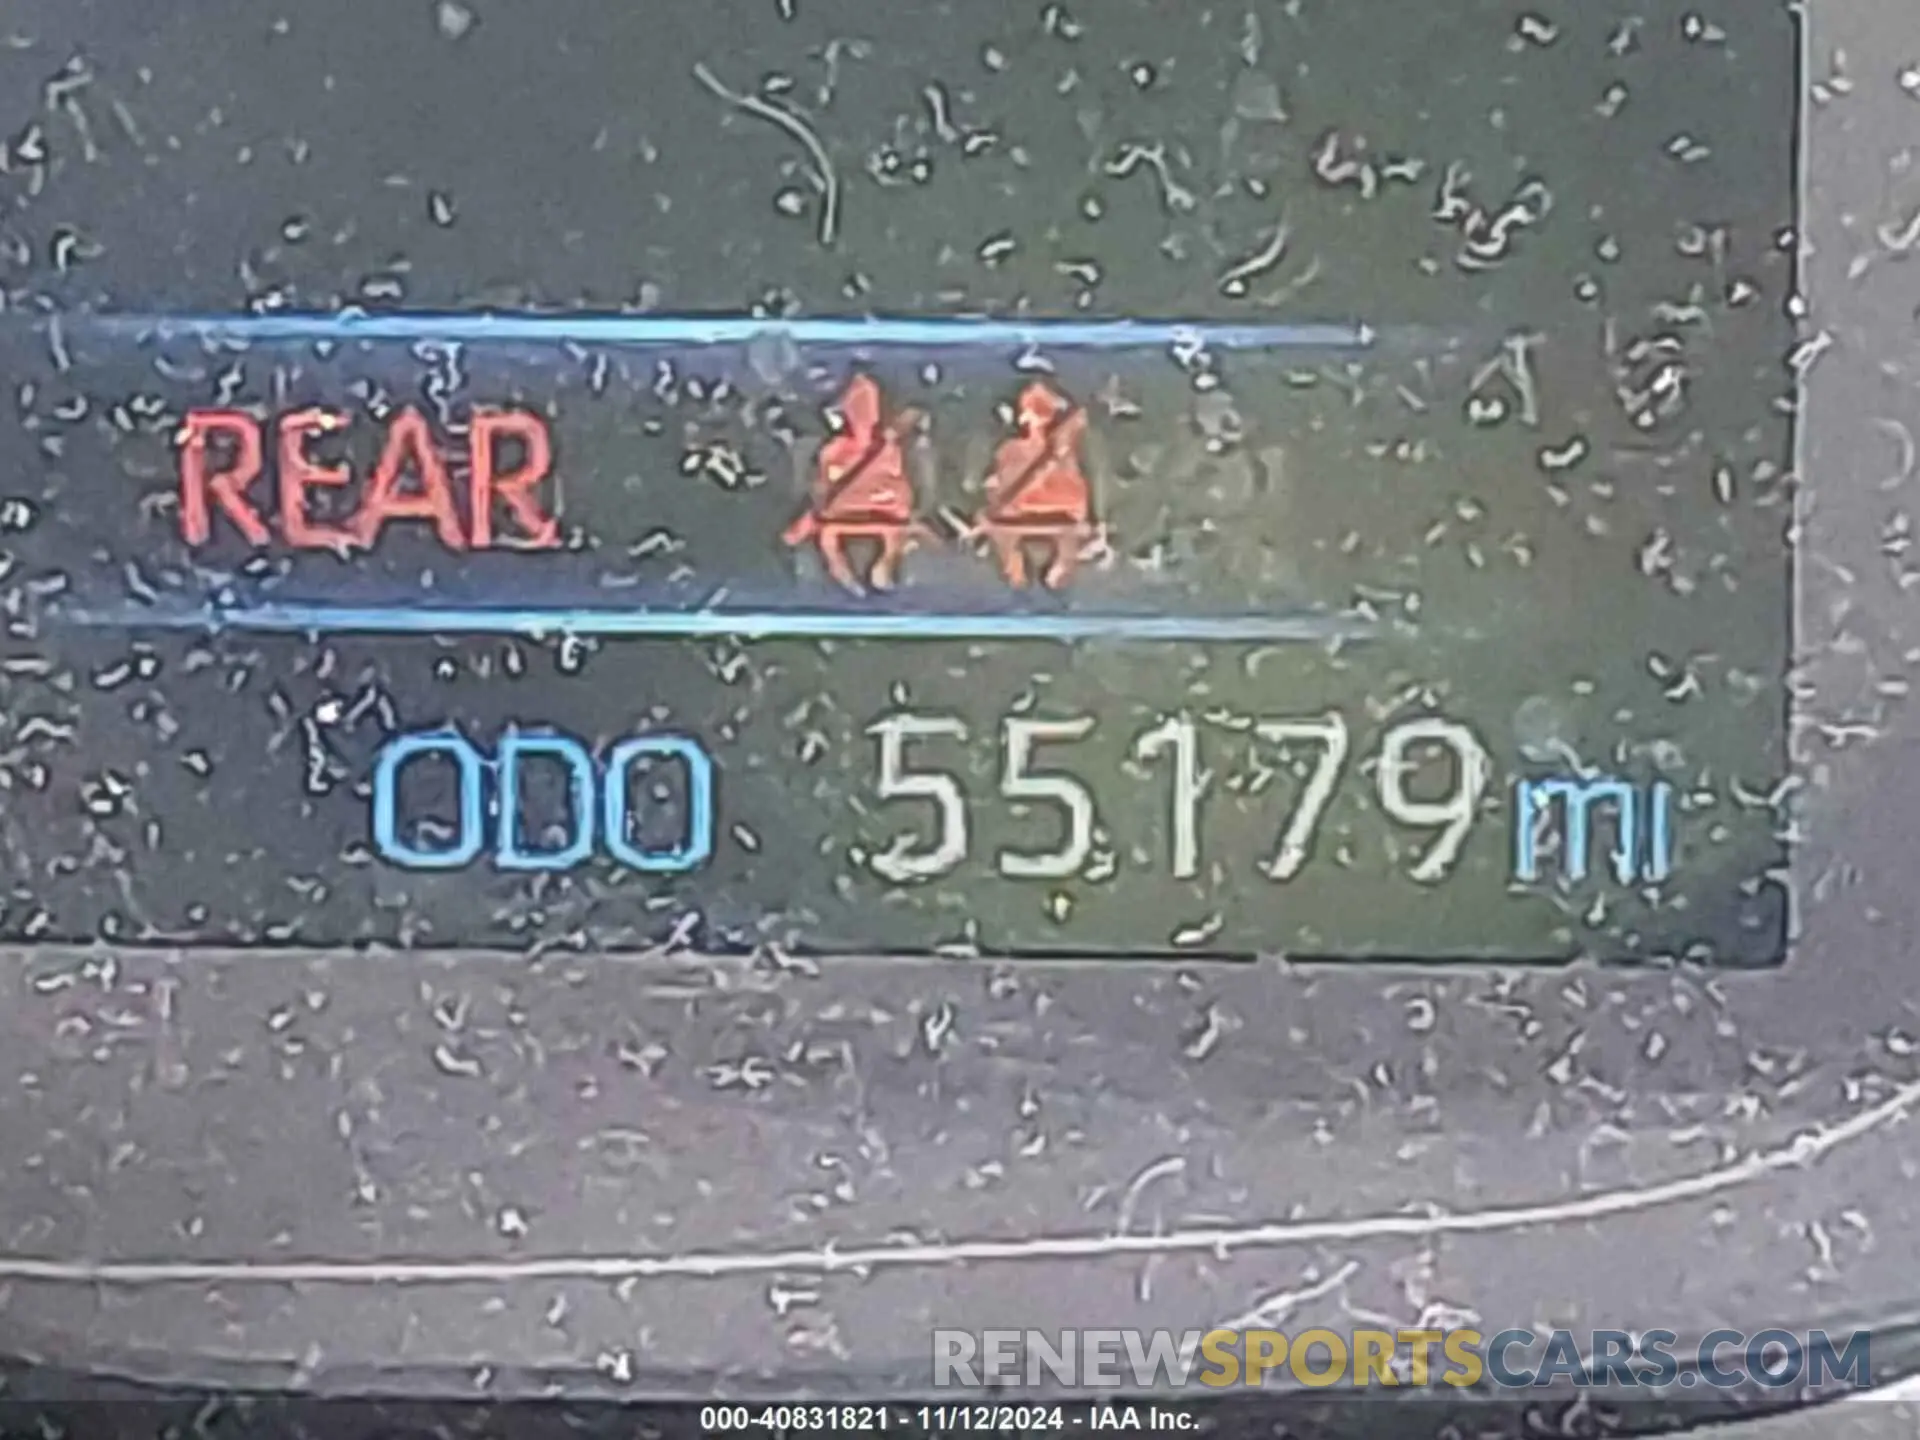 REAR
ODO 55179 mi
RENEWSPORTSCARS.COM
000-40831821 - 11/12/2024 - IAA Inc.